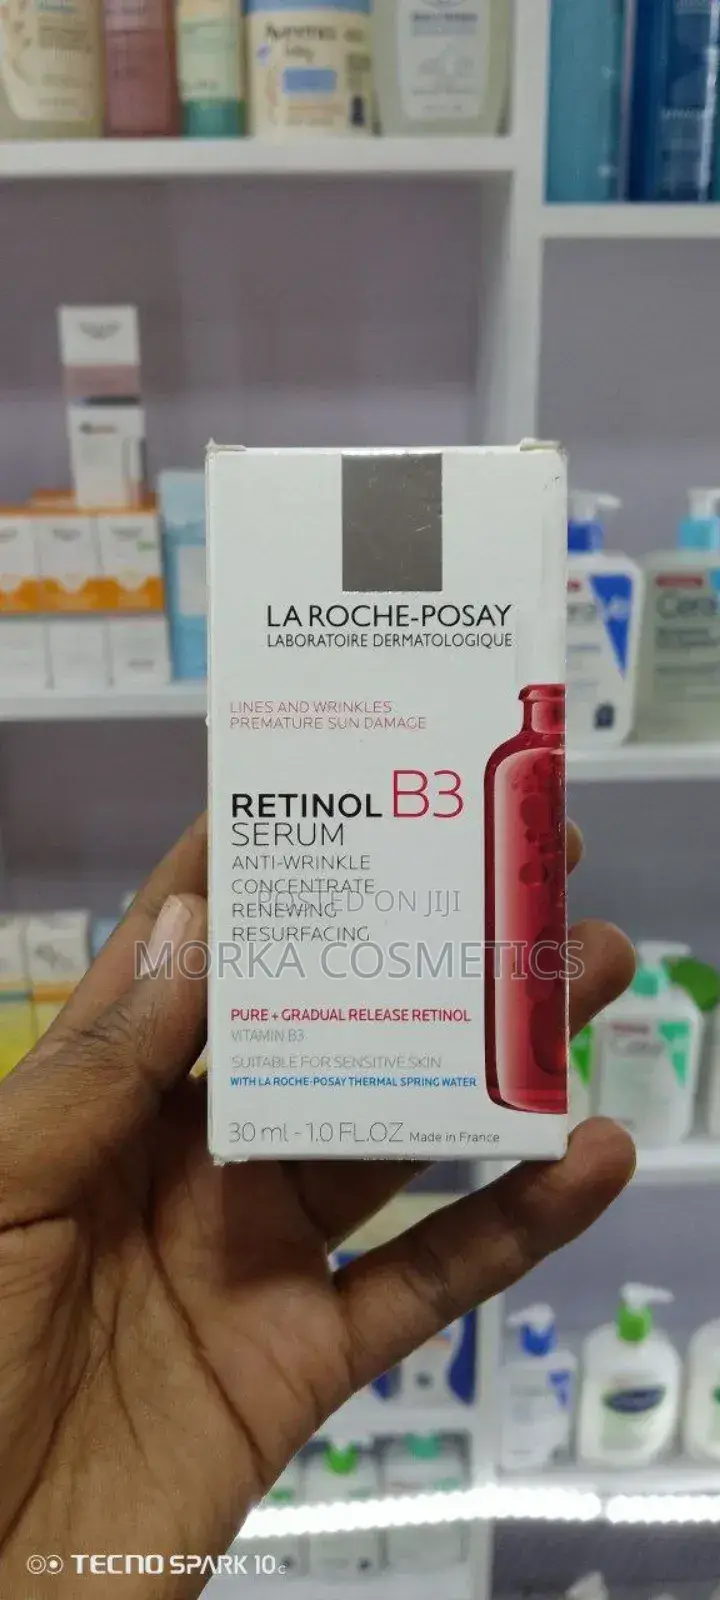 Aveeno
baby
LA ROCHE-POSAY
LABORATOIRE DERMATOLOGIQUE
LINES AND WRINKLES
PREMATURE SUN DAMAGE
RETINOL B3
SERUM
ANTI-WRINKLE
CONCENTRATE
RENEWING
RESURFACING
POSTED ON JIJI
MORKA COSMETICS
PURE + GRADUAL RELEASE RETINOL
VITAMIN B3
SUITABLE FOR SENSITIVE SKIN
WITH LA ROCHE-POSAY THERMAL SPRING WATER
30 ml - 1.0 FL.OZ Made in France
TECNO SPARK 10C